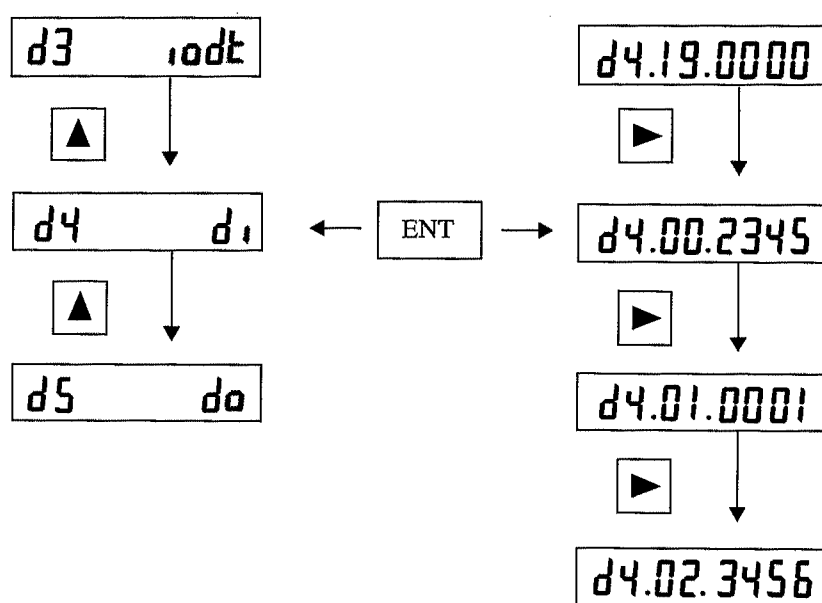 d3 iodt
d4 di
d5 do
ENT
d4.19.0000
d4.00.2345
d4.01.0001
d4.02.3456